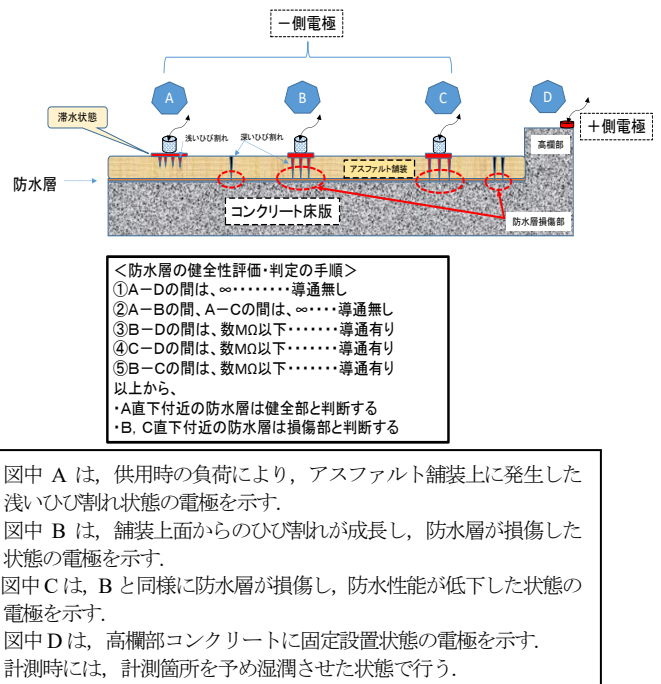 －側電極
A
B
C
D
滞水状態
浅いひび割れ
深いひび割れ
＋側電極
高欄部
アスファルト舗装
防水層
コンクリート床版
防水層損傷部
＜防水層の健全性評価・判定の手順＞
①A－Dの間は、∞・・・・・・・・導通無し
②A－Bの間、A－Cの間は、∞・・・・導通無し
③B－Dの間は、数MΩ以下・・・・・・・導通有り
④C－Dの間は、数MΩ以下・・・・・・・導通有り
⑤B－Cの間は、数MΩ以下・・・・・・・導通有り
以上から、
・A直下付近の防水層は健全部と判断する
・B，C直下付近の防水層は損傷部と判断する
図中 A は，供用時の負荷により，アスファルト舗装上に発生した
浅いひび割れ状態の電極を示す．
図中 B は，舗装上面からのひび割れが成長し，防水層が損傷した
状態の電極を示す．
図中 C は，B と同様に防水層が損傷し，防水性能が低下した状態の
電極を示す．
図中 D は，高欄部コンクリートに固定設置状態の電極を示す．
計測時には，計測箇所を予め湿潤させた状態で行う．